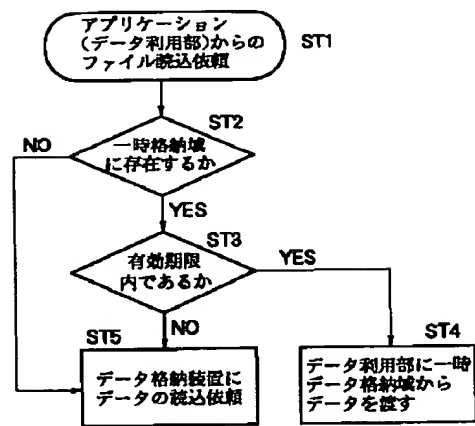 アプリケーション
(データ利用部)からの
ファイル読込依頼
ST1
ST2
一時格納域
に存在するか
NO
YES
ST3
有効期限
内であるか
YES
NO
ST5
データ格納装置に
データの読込依頼
ST4
データ利用部に一時
データ格納域から
データを渡す